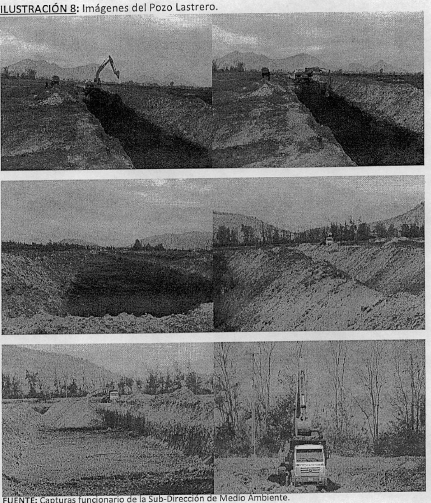 ILUSTRACIÓN 8: Imágenes del Pozo Lastrero.
FUENTE: Capturas funcionario de la Sub-Dirección de Medio Ambiente.